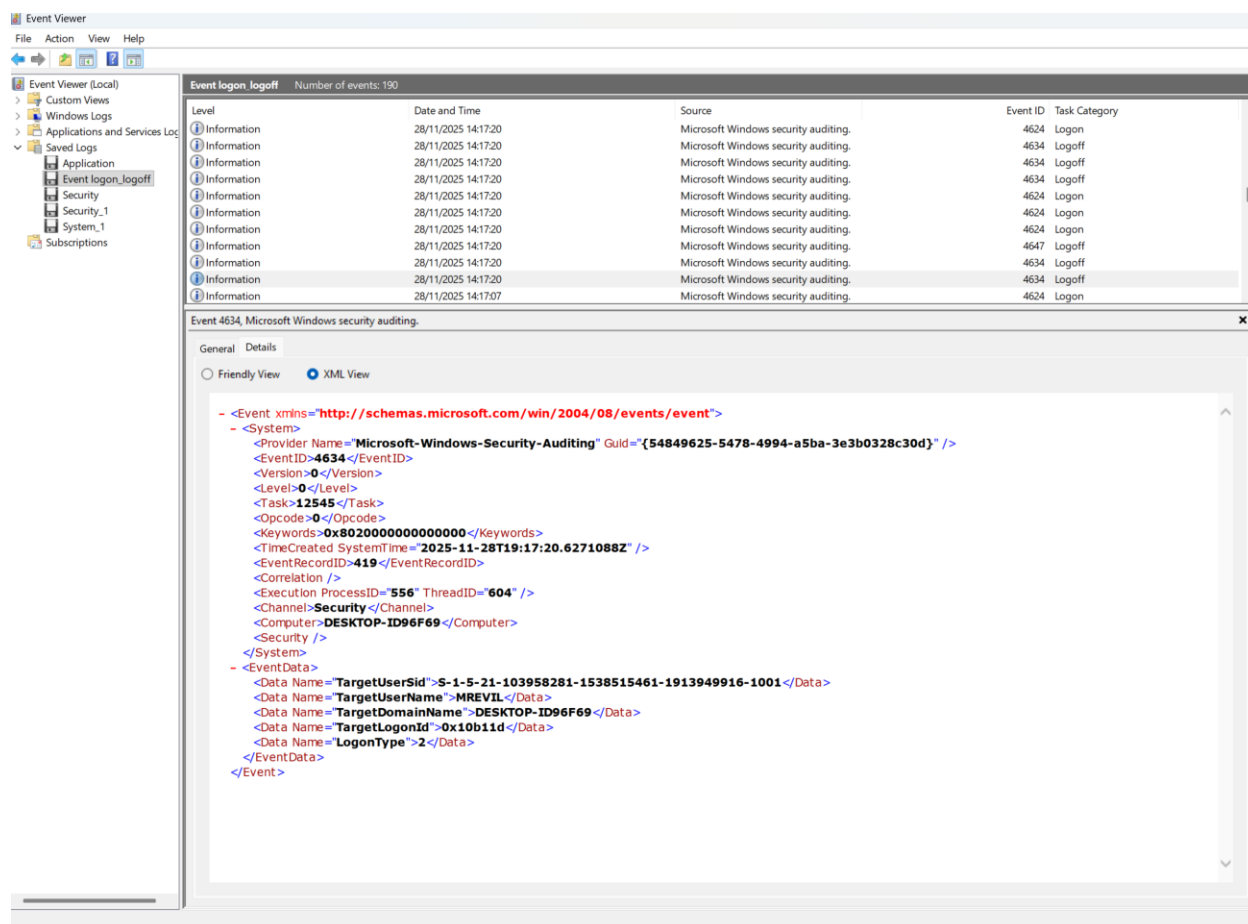 Event Viewer
File Action View Help
Event Viewer (Local)
Custom Views
Windows Logs
Applications and Services Log
Saved Logs
Application
Event logon_logoff
Security
Security_1
System_1
Subscriptions
Event logon_logoff Number of events: 190
Level Date and Time Source Event ID Task Category
Information 28/11/2025 14:17:20 Microsoft Windows security auditing. 4624 Logon
Information 28/11/2025 14:17:20 Microsoft Windows security auditing. 4634 Logoff
Information 28/11/2025 14:17:20 Microsoft Windows security auditing. 4634 Logoff
Information 28/11/2025 14:17:20 Microsoft Windows security auditing. 4634 Logoff
Information 28/11/2025 14:17:20 Microsoft Windows security auditing. 4624 Logon
Information 28/11/2025 14:17:20 Microsoft Windows security auditing. 4624 Logon
Information 28/11/2025 14:17:20 Microsoft Windows security auditing. 4624 Logon
Information 28/11/2025 14:17:20 Microsoft Windows security auditing. 4647 Logoff
Information 28/11/2025 14:17:20 Microsoft Windows security auditing. 4634 Logoff
Information 28/11/2025 14:17:20 Microsoft Windows security auditing. 4634 Logoff
Information 28/11/2025 14:17:07 Microsoft Windows security auditing. 4624 Logon
Event 4634, Microsoft Windows security auditing.
General Details
Friendly View XML View
- <Event xmlns="http://schemas.microsoft.com/win/2004/08/events/event">
- <System>
<Provider Name="Microsoft-Windows-Security-Auditing" Guid="{54849625-5478-4994-a5ba-3e3b0328c30d}" />
<EventID>4634</EventID>
<Version>0</Version>
<Level>0</Level>
<Task>12545</Task>
<Opcode>0</Opcode>
<Keywords>0x8020000000000000</Keywords>
<TimeCreated SystemTime="2025-11-28T19:17:20.6271088Z" />
<EventRecordID>419</EventRecordID>
<Correlation />
<Execution ProcessID="556" ThreadID="604" />
<Channel>Security</Channel>
<Computer>DESKTOP-ID96F69</Computer>
<Security />
</System>
- <EventData>
<Data Name="TargetUserSid">S-1-5-21-103958281-1538515461-1913949916-1001</Data>
<Data Name="TargetUserName">MREVIL</Data>
<Data Name="TargetDomainName">DESKTOP-ID96F69</Data>
<Data Name="TargetLogonId">0x10b11d</Data>
<Data Name="LogonType">2</Data>
</EventData>
</Event>